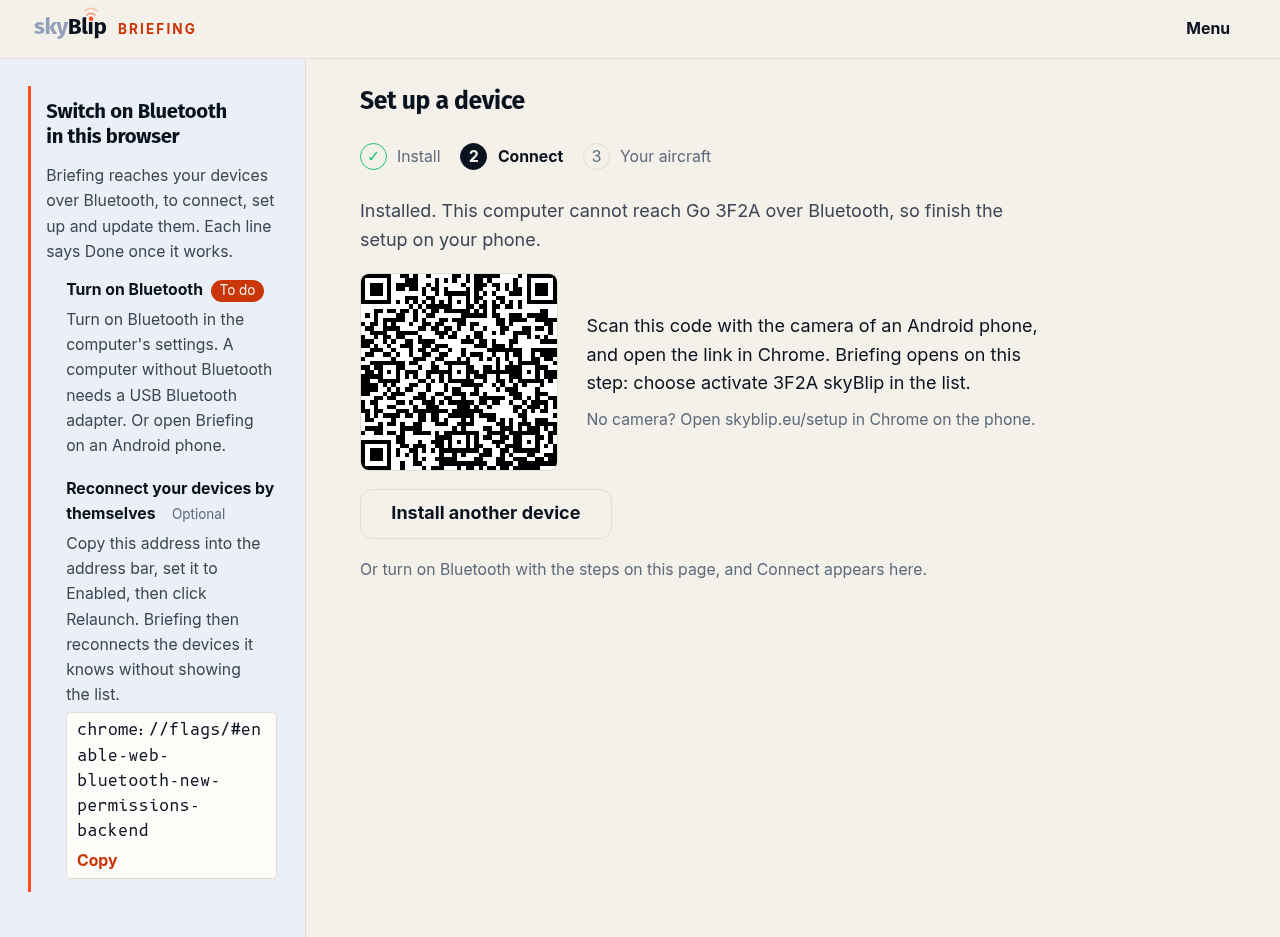 skyBlip BRIEFING
Menu
Switch on Bluetooth
in this browser
Briefing reaches your devices
over Bluetooth, to connect, set
up and update them. Each line
says Done once it works.
Turn on Bluetooth To do
Turn on Bluetooth in the
computer's settings. A
computer without Bluetooth
needs a USB Bluetooth
adapter. Or open Briefing
on an Android phone.
Reconnect your devices by
themselves Optional
Copy this address into the
address bar, set it to
Enabled, then click
Relaunch. Briefing then
reconnects the devices it
knows without showing
the list.
chrome://flags/#en
able-web-
bluetooth-new-
permissions-
backend
Copy
Set up a device
✓ Install 2 Connect 3 Your aircraft
Installed. This computer cannot reach Go 3F2A over Bluetooth, so finish the
setup on your phone.
Scan this code with the camera of an Android phone,
and open the link in Chrome. Briefing opens on this
step: choose activate 3F2A skyBlip in the list.
No camera? Open skyblip.eu/setup in Chrome on the phone.
Install another device
Or turn on Bluetooth with the steps on this page, and Connect appears here.